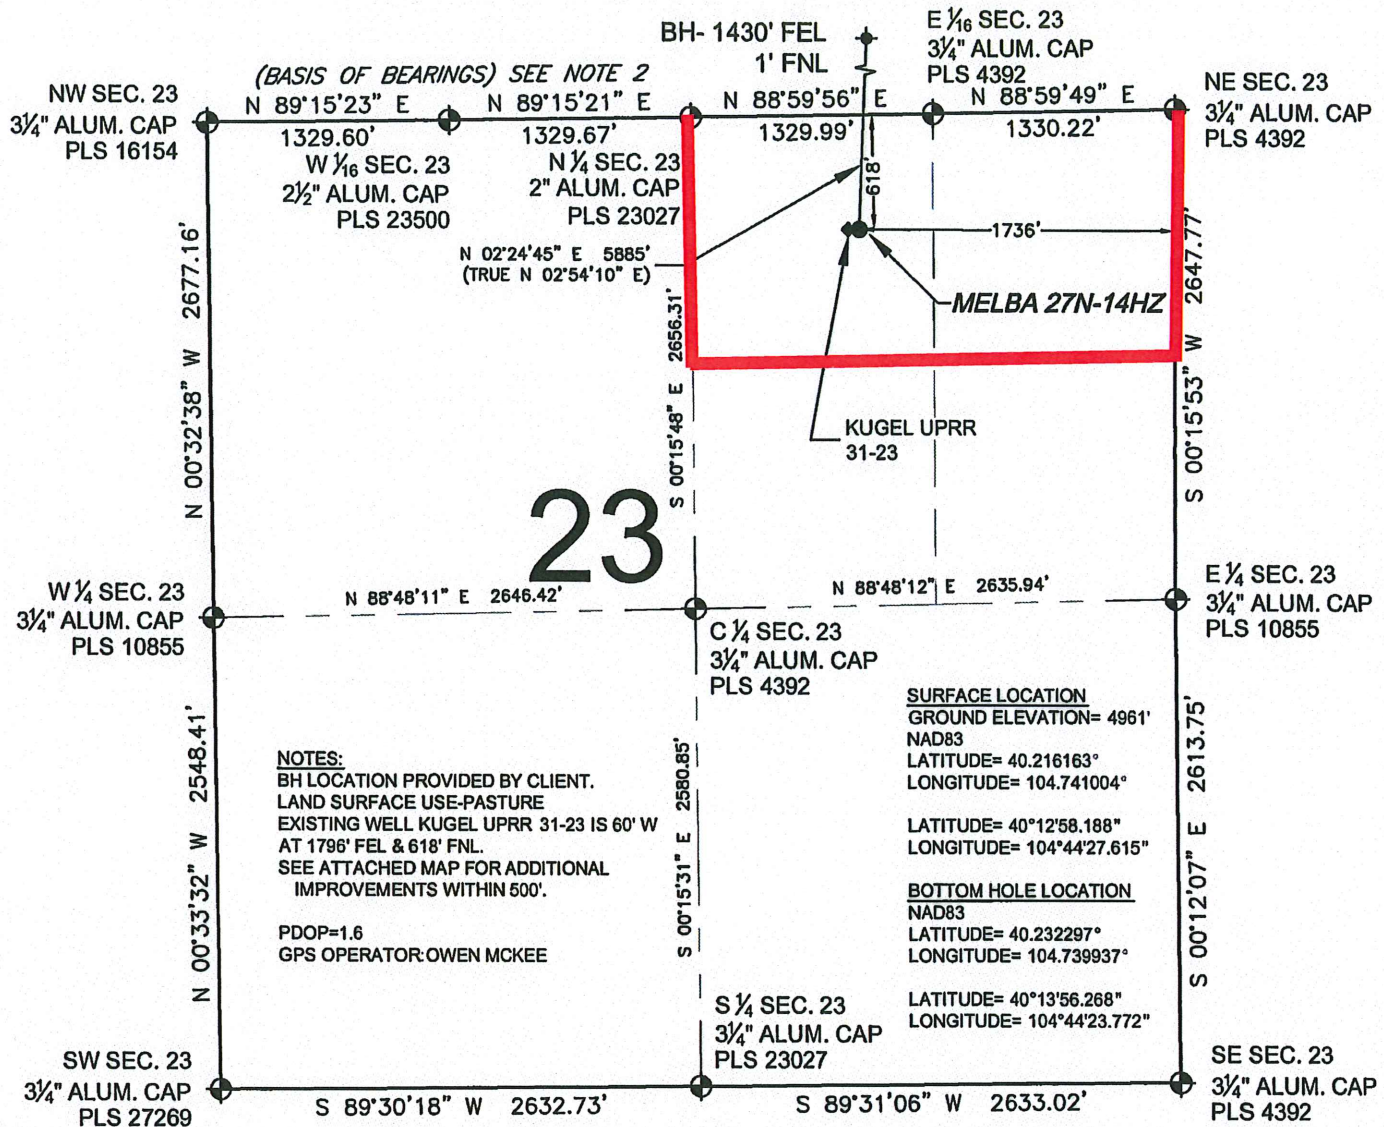 BH- 1430' FEL
1' FNL
E 1/16 SEC. 23
3¼" ALUM. CAP
PLS 4392
(BASIS OF BEARINGS) SEE NOTE 2
NW SEC. 23
3¼" ALUM. CAP
PLS 16154
N 89°15'23" E
1329.60'
N 89°15'21" E
1329.67'
N 88°59'56" E
1329.99'
N 88°59'49" E
1330.22'
NE SEC. 23
3¼" ALUM. CAP
PLS 4392
W 1/16 SEC. 23
2½" ALUM. CAP
PLS 23500
N ¼ SEC. 23
2" ALUM. CAP
PLS 23027
618'
1736'
N 02°24'45" E 5885'
(TRUE N 02°54'10" E)
MELBA 27N-14HZ
KUGEL UPRR
31-23
N 00°32'38" W 2677.16'
S 00°15'48" E 2656.31'
S 00°15'53" W 2647.77'
23
W ¼ SEC. 23
3¼" ALUM. CAP
PLS 10855
N 88°48'11" E 2646.42'
N 88°48'12" E 2635.94'
E ¼ SEC. 23
3¼" ALUM. CAP
PLS 10855
C ¼ SEC. 23
3¼" ALUM. CAP
PLS 4392
N 00°33'32" W 2548.41'
NOTES:
BH LOCATION PROVIDED BY CLIENT.
LAND SURFACE USE-PASTURE
EXISTING WELL KUGEL UPRR 31-23 IS 60' W
AT 1796' FEL & 618' FNL.
SEE ATTACHED MAP FOR ADDITIONAL
IMPROVEMENTS WITHIN 500'.
PDOP=1.6
GPS OPERATOR:OWEN MCKEE
S 00°15'31" E 2580.85'
SURFACE LOCATION
GROUND ELEVATION= 4961'
NAD83
LATITUDE= 40.216163°
LONGITUDE= 104.741004°
LATITUDE= 40°12'58.188"
LONGITUDE= 104°44'27.615"
BOTTOM HOLE LOCATION
NAD83
LATITUDE= 40.232297°
LONGITUDE= 104.739937°
LATITUDE= 40°13'56.268"
LONGITUDE= 104°44'23.772"
S 00°12'07" E 2613.75'
SW SEC. 23
3¼" ALUM. CAP
PLS 27269
S 89°30'18" W 2632.73'
S ¼ SEC. 23
3¼" ALUM. CAP
PLS 23027
S 89°31'06" W 2633.02'
SE SEC. 23
3¼" ALUM. CAP
PLS 4392